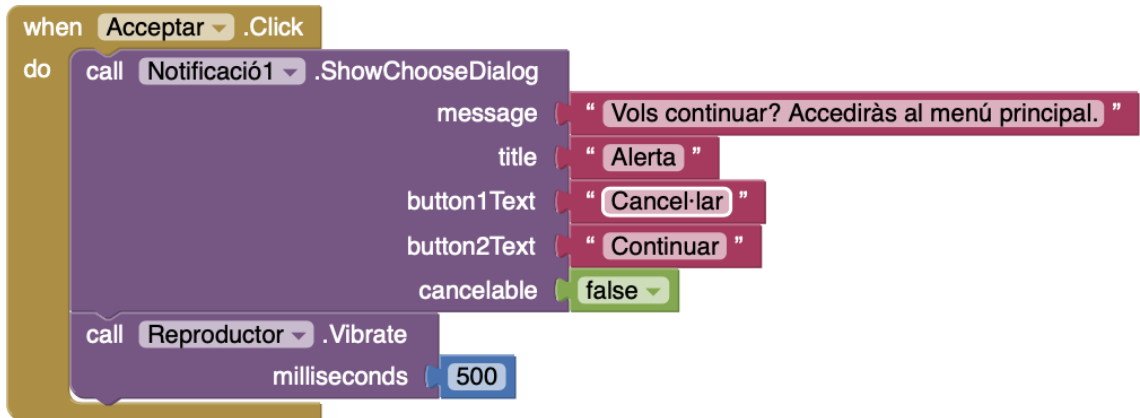 when Acceptar .Click
do call Notificació1 .ShowChooseDialog
message “ Vols continuar? Accediràs al menú principal. ”
title “ Alerta ”
button1Text “ Cancel·lar ”
button2Text “ Continuar ”
cancelable false
call Reproductor .Vibrate
milliseconds 500